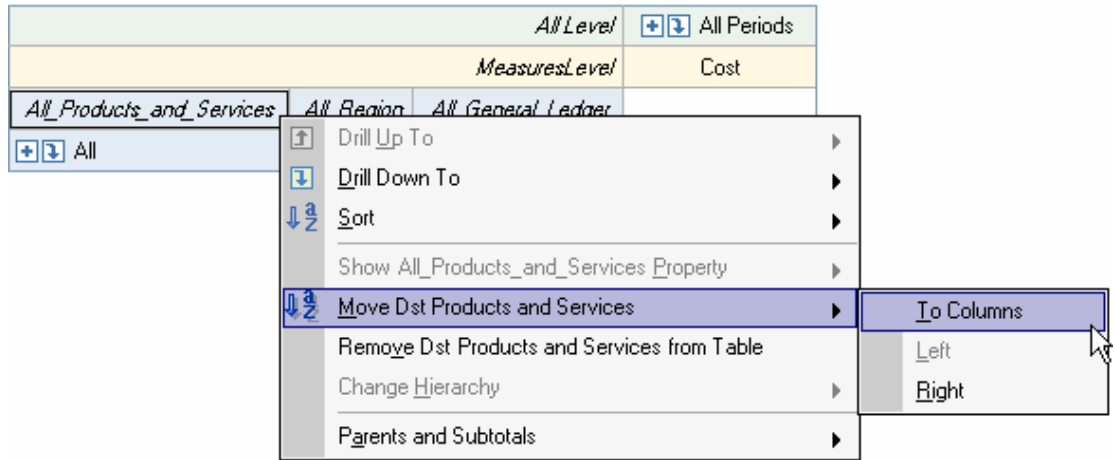 All Level All Periods
MeasuresLevel Cost
All_Products_and_Services All_Region All_General_Ledger
All
Drill Up To
Drill Down To
Sort
Show All_Products_and_Services Property
Move Dst Products and Services
To Columns
Left
Remove Dst Products and Services from Table
Right
Change Hierarchy
Parents and Subtotals